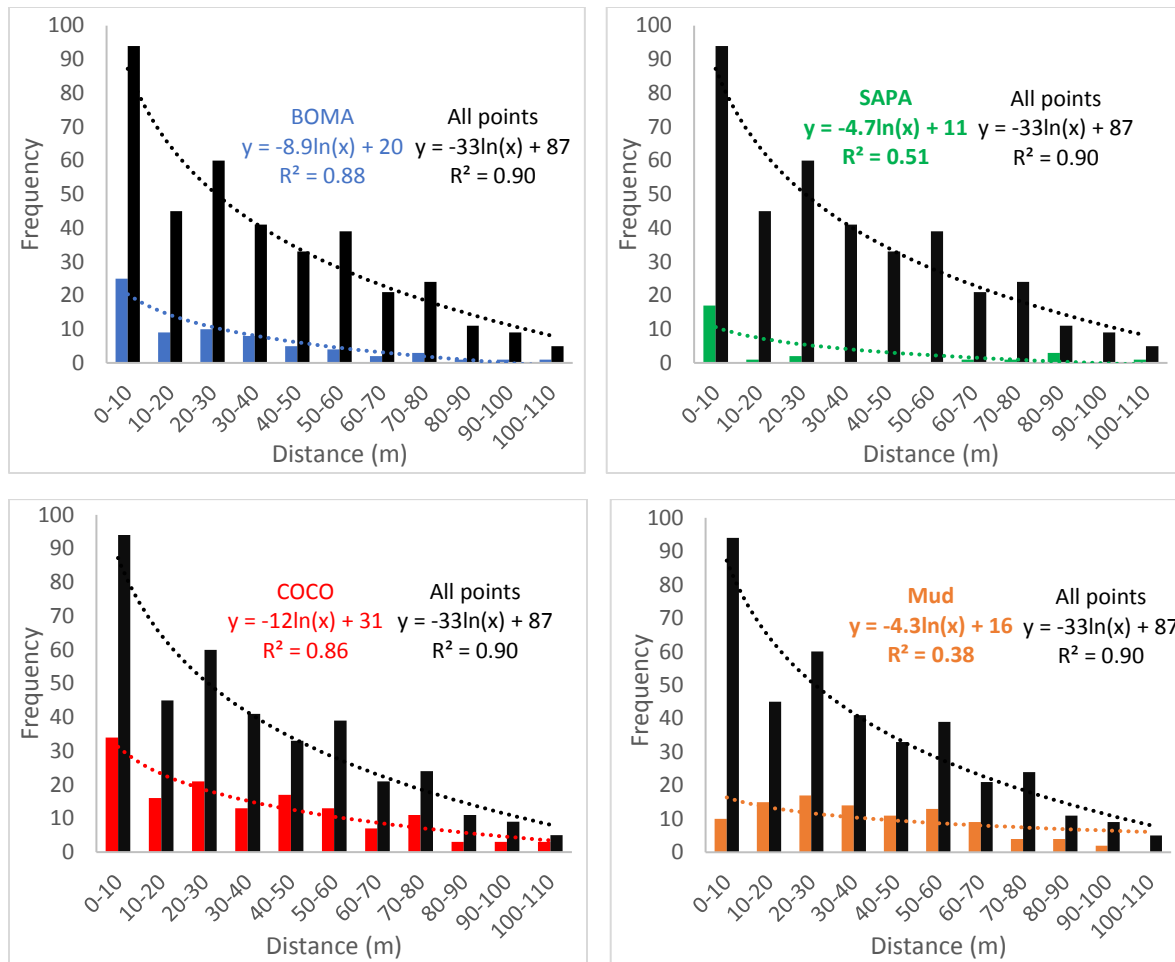 100
90
80
70
60
50
40
30
20
10
0
Frequency
BOMA All points
y = -8.9ln(x) + 20 y = -33ln(x) + 87
R² = 0.88 R² = 0.90
0-10 10-20 20-30 30-40 40-50 50-60 60-70 70-80 80-90 90-100 100-110
Distance (m)
100
90
80
70
60
50
40
30
20
10
0
Frequency
SAPA All points
y = -4.7ln(x) + 11 y = -33ln(x) + 87
R² = 0.51 R² = 0.90
0-10 10-20 20-30 30-40 40-50 50-60 60-70 70-80 80-90 90-100 100-110
Distance (m)
100
90
80
70
60
50
40
30
20
10
0
Frequency
COCO All points
y = -12ln(x) + 31 y = -33ln(x) + 87
R² = 0.86 R² = 0.90
0-10 10-20 20-30 30-40 40-50 50-60 60-70 70-80 80-90 90-100 100-110
Distance (m)
100
90
80
70
60
50
40
30
20
10
0
Frequency
Mud All points
y = -4.3ln(x) + 16 y = -33ln(x) + 87
R² = 0.38 R² = 0.90
0-10 10-20 20-30 30-40 40-50 50-60 60-70 70-80 80-90 90-100 100-110
Distance (m)